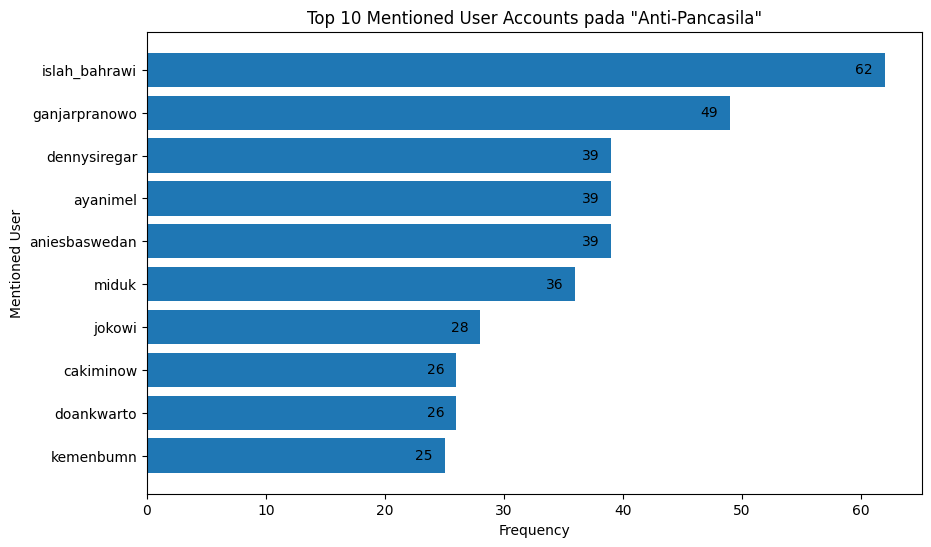 Top 10 Mentioned User Accounts pada "Anti-Pancasila"
Mentioned User
islah_bahrawi 62
ganjarpranowo 49
dennysiregar 39
ayanimel 39
aniesbaswedan 39
miduk 36
jokowi 28
cakiminow 26
doankwarto 26
kemenbumn 25
0 10 20 30 40 50 60
Frequency